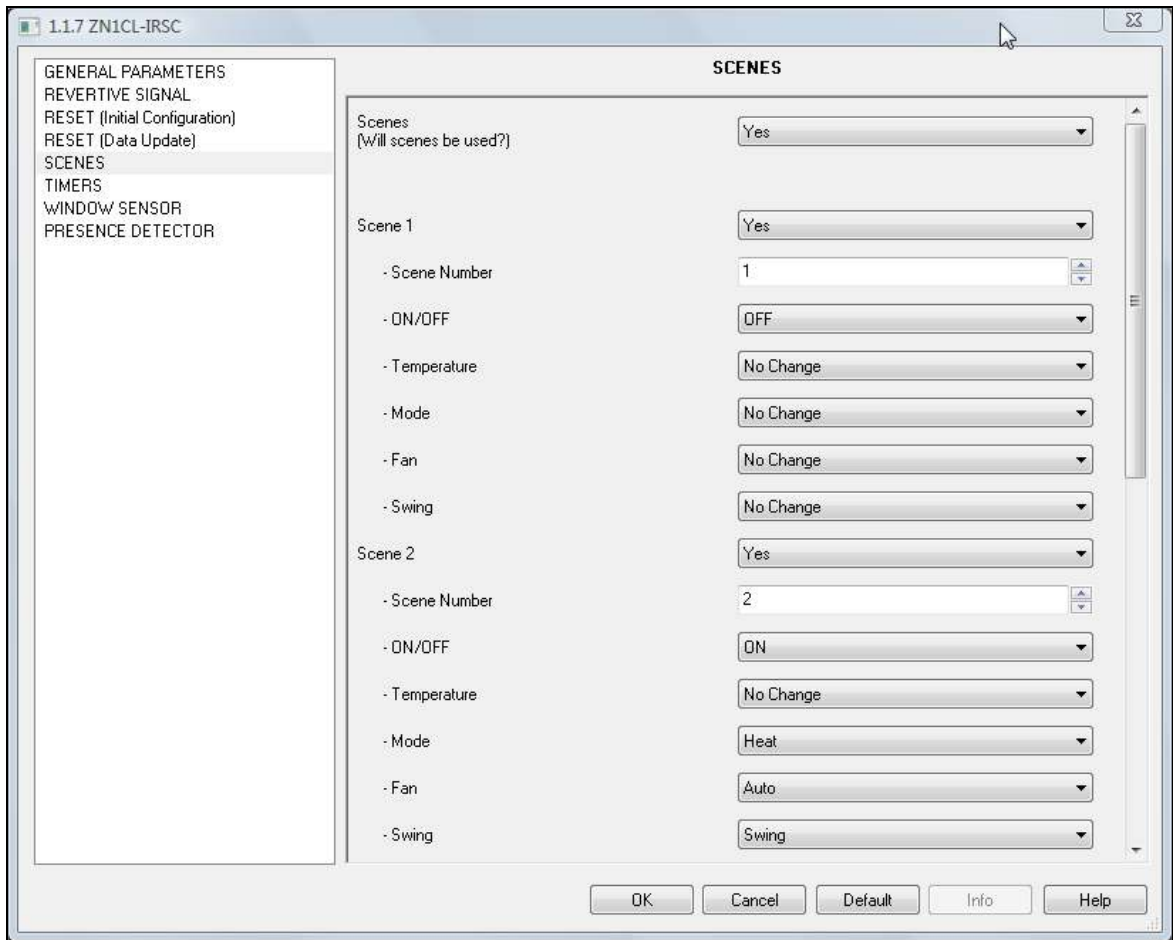 1.1.7 ZN1CL-IRSC
GENERAL PARAMETERS
REVERTIVE SIGNAL
RESET (Initial Configuration)
RESET (Data Update)
SCENES
TIMERS
WINDOW SENSOR
PRESENCE DETECTOR
SCENES
Scenes
(Will scenes be used?) Yes
Scene 1 Yes
- Scene Number 1
- ON/OFF OFF
- Temperature No Change
- Mode No Change
- Fan No Change
- Swing No Change
Scene 2 Yes
- Scene Number 2
- ON/OFF ON
- Temperature No Change
- Mode Heat
- Fan Auto
- Swing Swing
OK Cancel Default Info Help